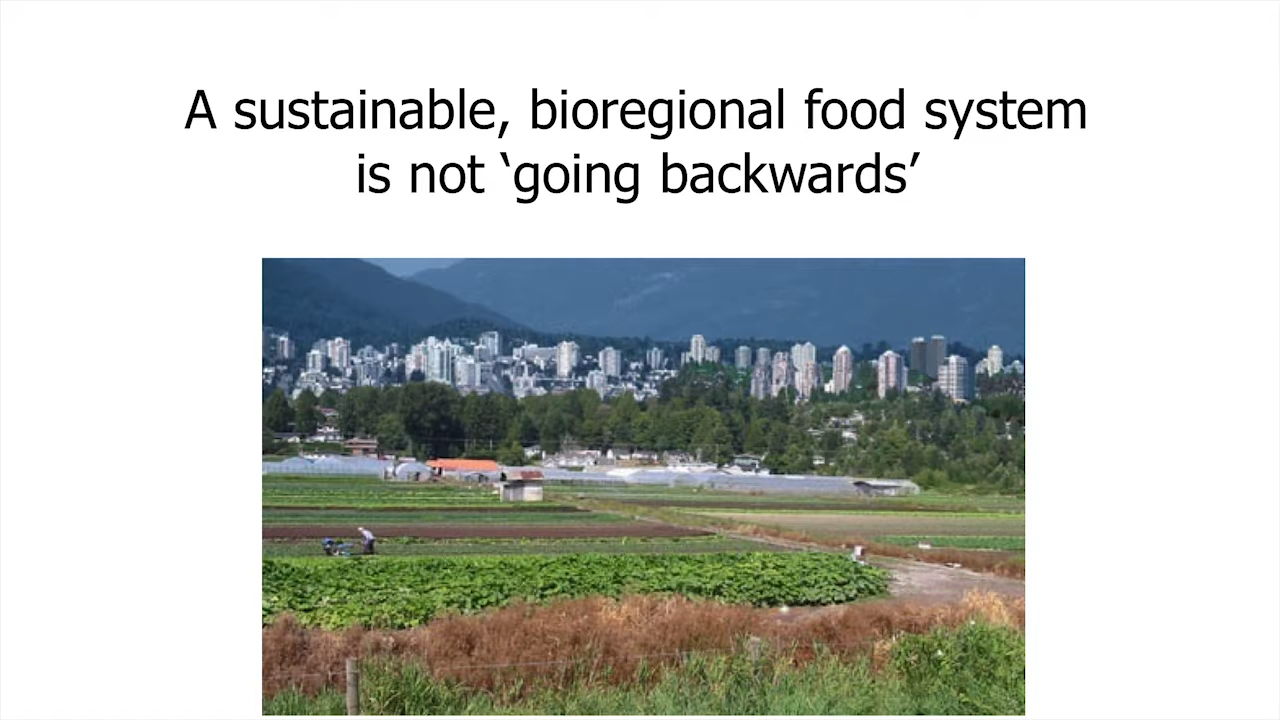 A sustainable, bioregional food system
is not ‘going backwards’